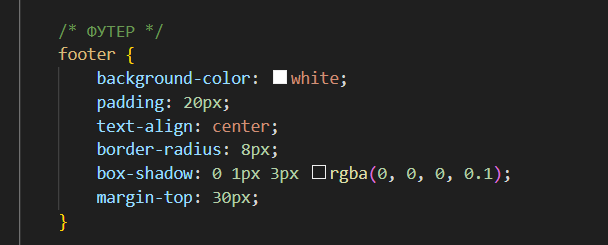 /* ФУТЕР */
footer {
    background-color: white;
    padding: 20px;
    text-align: center;
    border-radius: 8px;
    box-shadow: 0 1px 3px rgba(0, 0, 0, 0.1);
    margin-top: 30px;
}